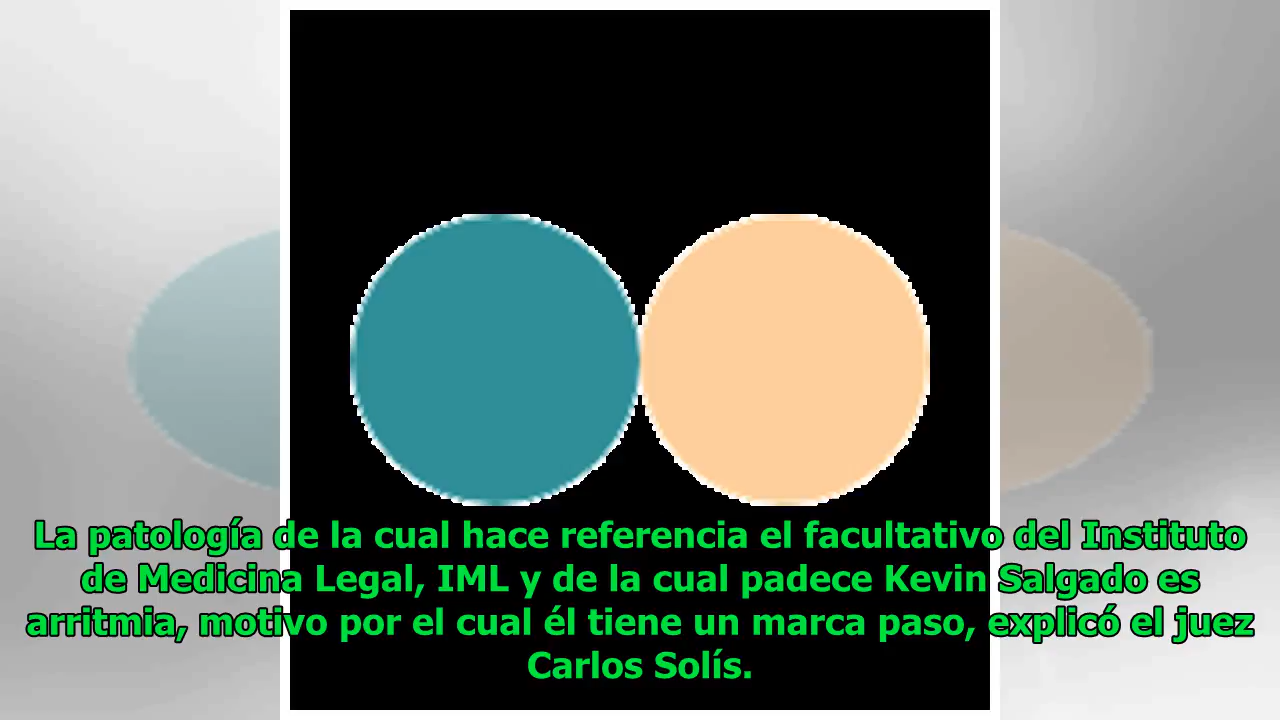 La patología de la cual hace referencia el facultativo del Instituto
de Medicina Legal, IML y de la cual padece Kevin Salgado es
arritmia, motivo por el cual él tiene un marca paso, explicó el juez
Carlos Solís.